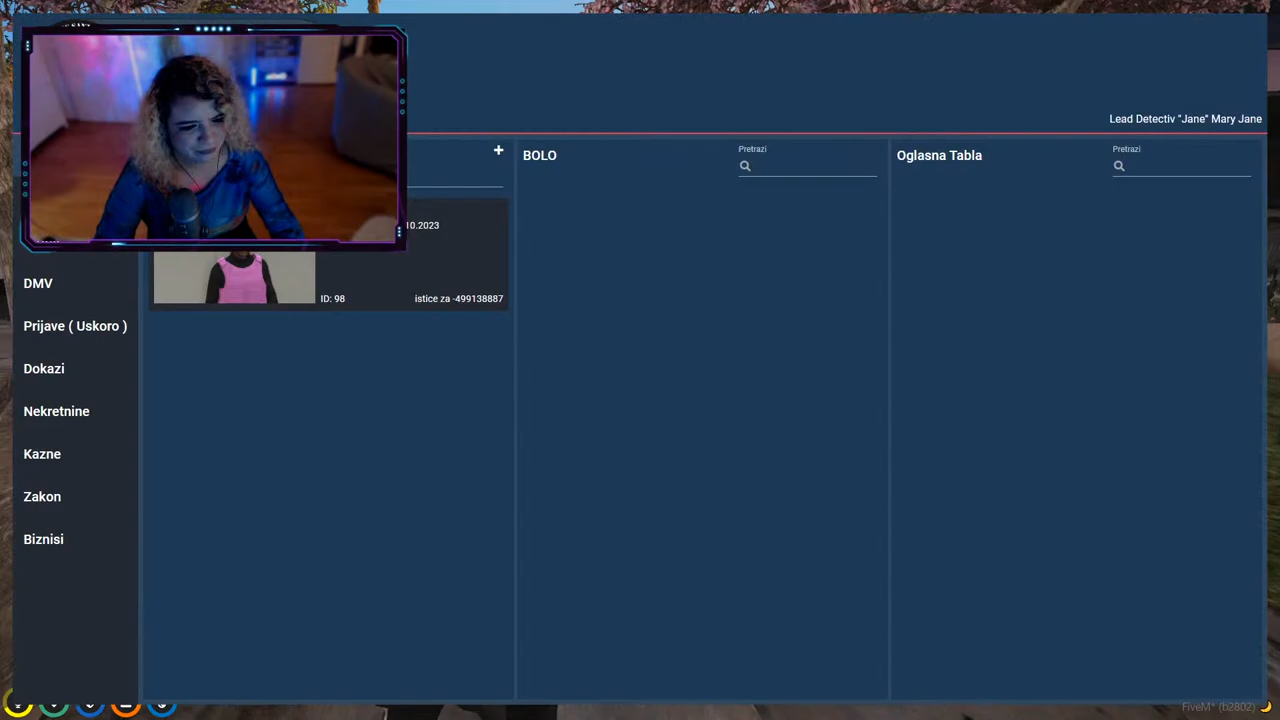 Lead Detectiv "Jane" Mary Jane
BOLO
Pretrazi
Oglasna Tabla
Pretrazi
10.2023
ID: 98
istice za -499138887
DMV
Prijave ( Uskoro )
Dokazi
Nekretnine
Kazne
Zakon
Biznisi
FiveM* (b2802)